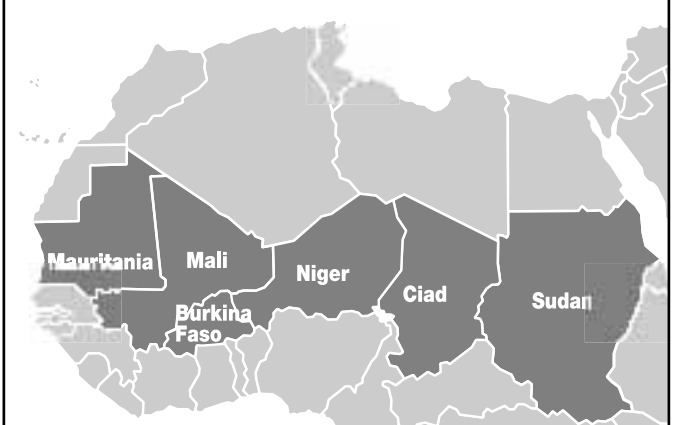 Mauritania
Mali
Niger
Ciad
Sudan
Burkina
Faso